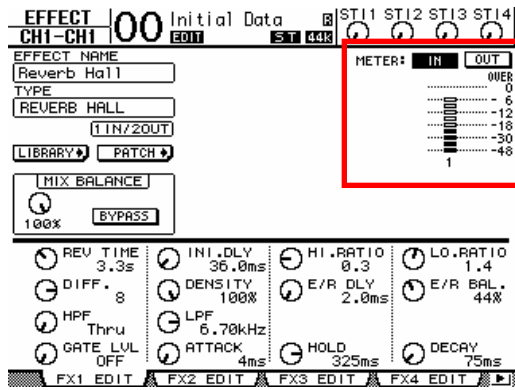 EFFECT
CH1-CH1
00
Initial Data
EDIT
ST
44K
STI1 STI2 STI3 STI4
EFFECT NAME
Reverb Hall
TYPE
REVERB HALL
1 IN/2OUT
LIBRARY PATCH
MIX BALANCE
100%
BYPASS
METER: IN OUT
OVER
0
- 6
-12
-18
-30
-48
1
REV TIME 3.3s
INI.DLY 36.0ms
HI.RATIO 0.3
LO.RATIO 1.4
DIFF. 8
DENSITY 100%
E/R DLY 2.0ms
E/R BAL. 44%
HPF Thru
LPF 6.70kHz
GATE LVL OFF
ATTACK 4ms
HOLD 325ms
DECAY 75ms
FX1 EDIT FX2 EDIT FX3 EDIT FX4 EDIT